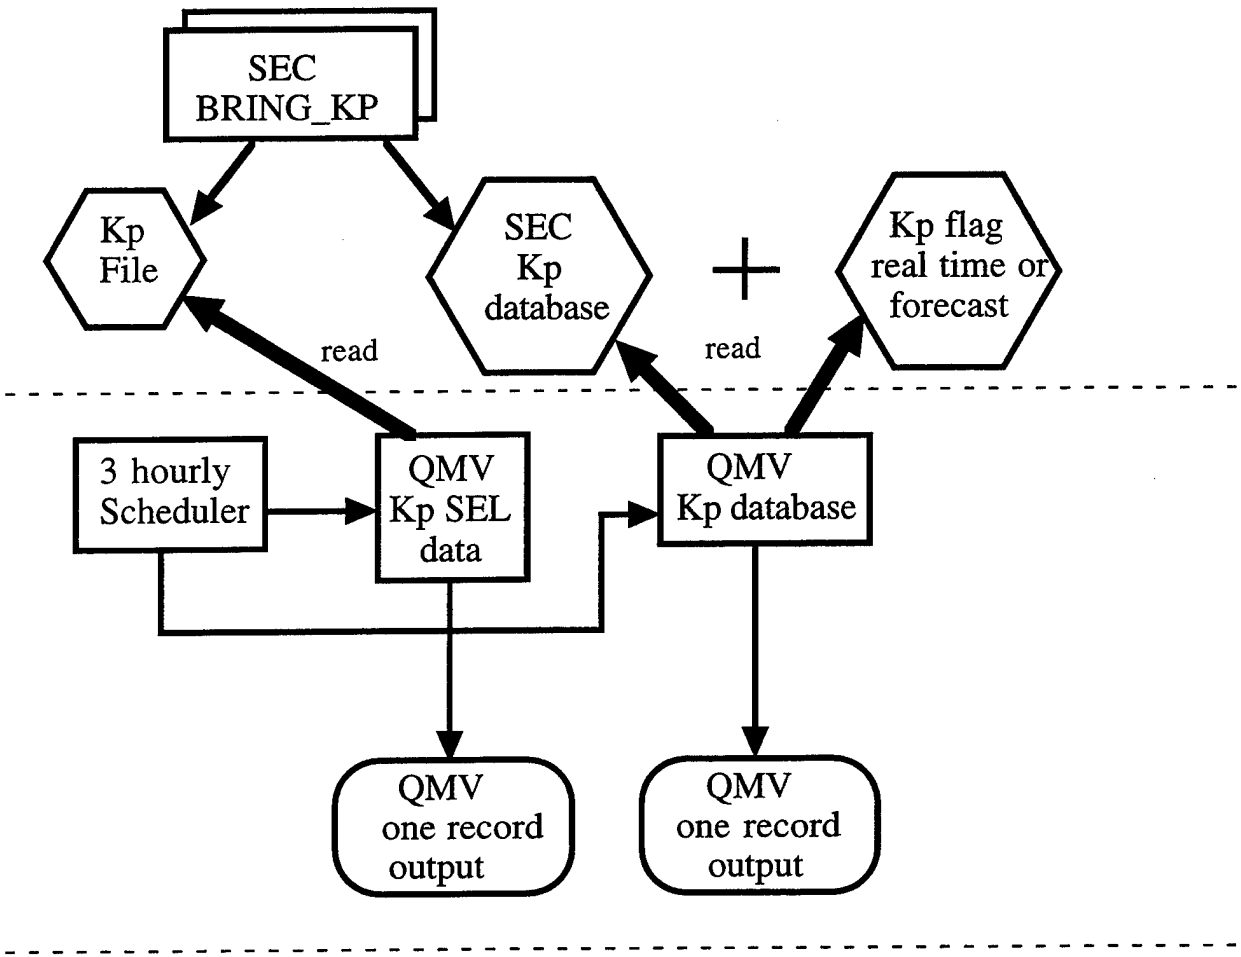 SEC
BRING_KP
Kp
File
SEC
Kp
database
Kp flag
real time or
forecast
read
read
3 hourly
Scheduler
QMV
Kp SEL
data
QMV
Kp database
QMV
one record
output
QMV
one record
output